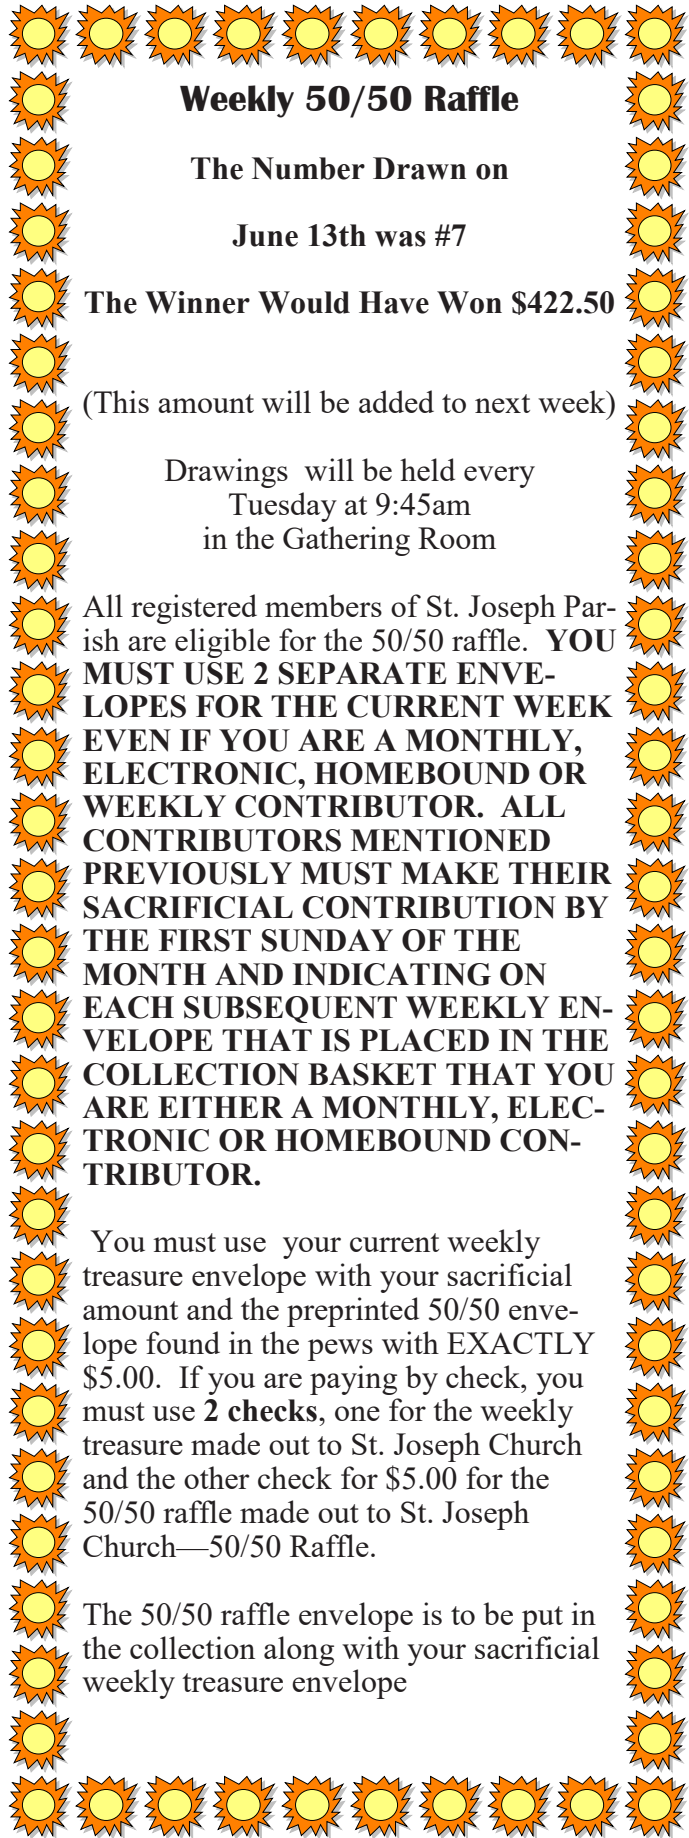 Weekly 50/50 Raffle
The Number Drawn on
June 13th was #7
The Winner Would Have Won $422.50
(This amount will be added to next week)
Drawings  will be held every
Tuesday at 9:45am
in the Gathering Room
All registered members of St. Joseph Par-
ish are eligible for the 50/50 raffle.  YOU
MUST USE 2 SEPARATE ENVE-
LOPES FOR THE CURRENT WEEK
EVEN IF YOU ARE A MONTHLY,
ELECTRONIC, HOMEBOUND OR
WEEKLY CONTRIBUTOR.  ALL
CONTRIBUTORS MENTIONED
PREVIOUSLY MUST MAKE THEIR
SACRIFICIAL CONTRIBUTION BY
THE FIRST SUNDAY OF THE
MONTH AND INDICATING ON
EACH SUBSEQUENT WEEKLY EN-
VELOPE THAT IS PLACED IN THE
COLLECTION BASKET THAT YOU
ARE EITHER A MONTHLY, ELEC-
TRONIC OR HOMEBOUND CON-
TRIBUTOR.
You must use  your current weekly
treasure envelope with your sacrificial
amount and the preprinted 50/50 enve-
lope found in the pews with EXACTLY
$5.00.  If you are paying by check, you
must use 2 checks, one for the weekly
treasure made out to St. Joseph Church
and the other check for $5.00 for the
50/50 raffle made out to St. Joseph
Church—50/50 Raffle.
The 50/50 raffle envelope is to be put in
the collection along with your sacrificial
weekly treasure envelope